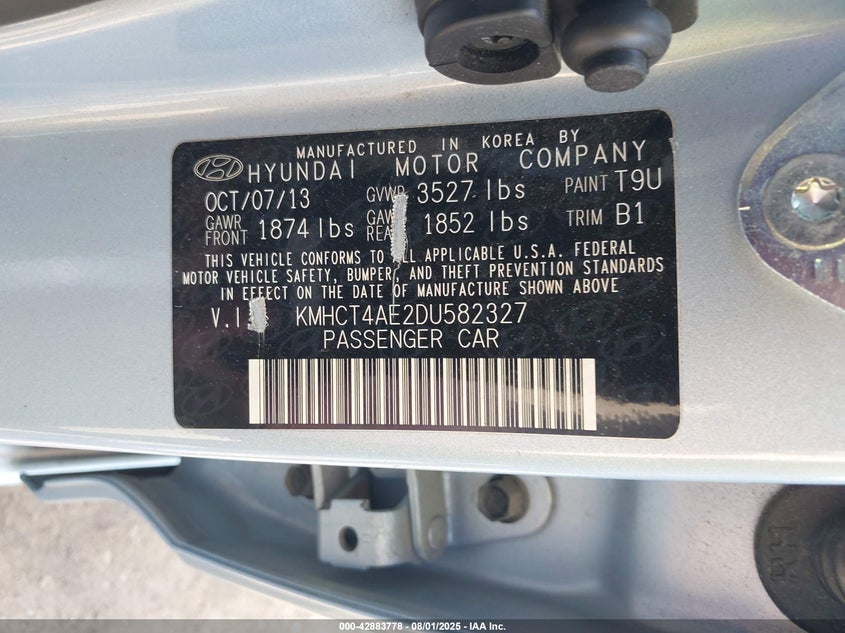 MANUFACTURED IN KOREA BY
HYUNDAI MOTOR COMPANY
OCT/07/13 GVWR 3527 lbs PAINT T9U
GAWR FRONT 1874 lbs GAWR REAR 1852 lbs TRIM B1
THIS VEHICLE CONFORMS TO ALL APPLICABLE U.S.A. FEDERAL
MOTOR VEHICLE SAFETY, BUMPER, AND THEFT PREVENTION STANDARDS
IN EFFECT ON THE DATE OF MANUFACTURE SHOWN ABOVE
V.I KMHCT4AE2DU582327
PASSENGER CAR
000-42883778 - 08/01/2025 - IAA Inc.